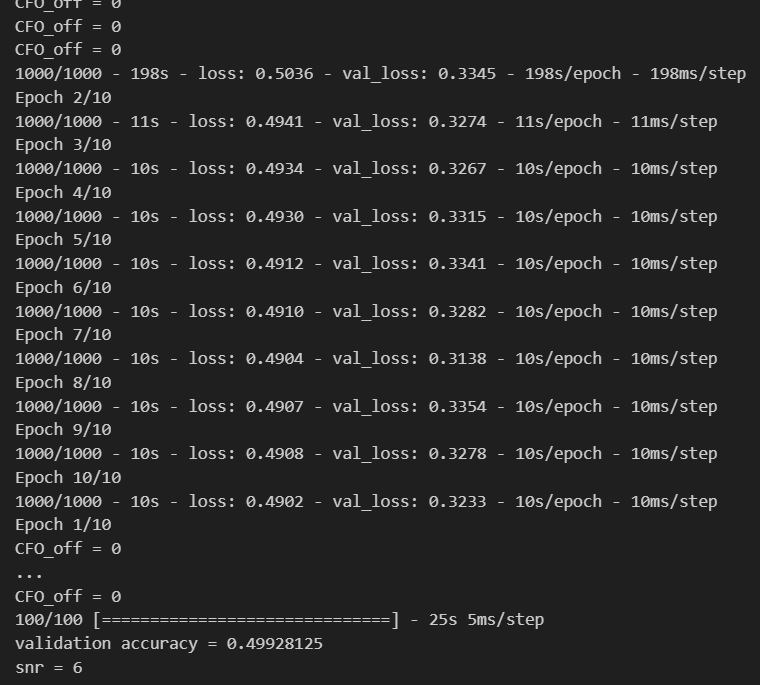 CFO_off = 0
CFO_off = 0
CFO_off = 0
1000/1000 - 198s - loss: 0.5036 - val_loss: 0.3345 - 198s/epoch - 198ms/step
Epoch 2/10
1000/1000 - 11s - loss: 0.4941 - val_loss: 0.3274 - 11s/epoch - 11ms/step
Epoch 3/10
1000/1000 - 10s - loss: 0.4934 - val_loss: 0.3267 - 10s/epoch - 10ms/step
Epoch 4/10
1000/1000 - 10s - loss: 0.4930 - val_loss: 0.3315 - 10s/epoch - 10ms/step
Epoch 5/10
1000/1000 - 10s - loss: 0.4912 - val_loss: 0.3341 - 10s/epoch - 10ms/step
Epoch 6/10
1000/1000 - 10s - loss: 0.4910 - val_loss: 0.3282 - 10s/epoch - 10ms/step
Epoch 7/10
1000/1000 - 10s - loss: 0.4904 - val_loss: 0.3138 - 10s/epoch - 10ms/step
Epoch 8/10
1000/1000 - 10s - loss: 0.4907 - val_loss: 0.3354 - 10s/epoch - 10ms/step
Epoch 9/10
1000/1000 - 10s - loss: 0.4908 - val_loss: 0.3278 - 10s/epoch - 10ms/step
Epoch 10/10
1000/1000 - 10s - loss: 0.4902 - val_loss: 0.3233 - 10s/epoch - 10ms/step
Epoch 1/10
CFO_off = 0
...
CFO_off = 0
100/100 [==============================] - 25s 5ms/step
validation accuracy = 0.49928125
snr = 6